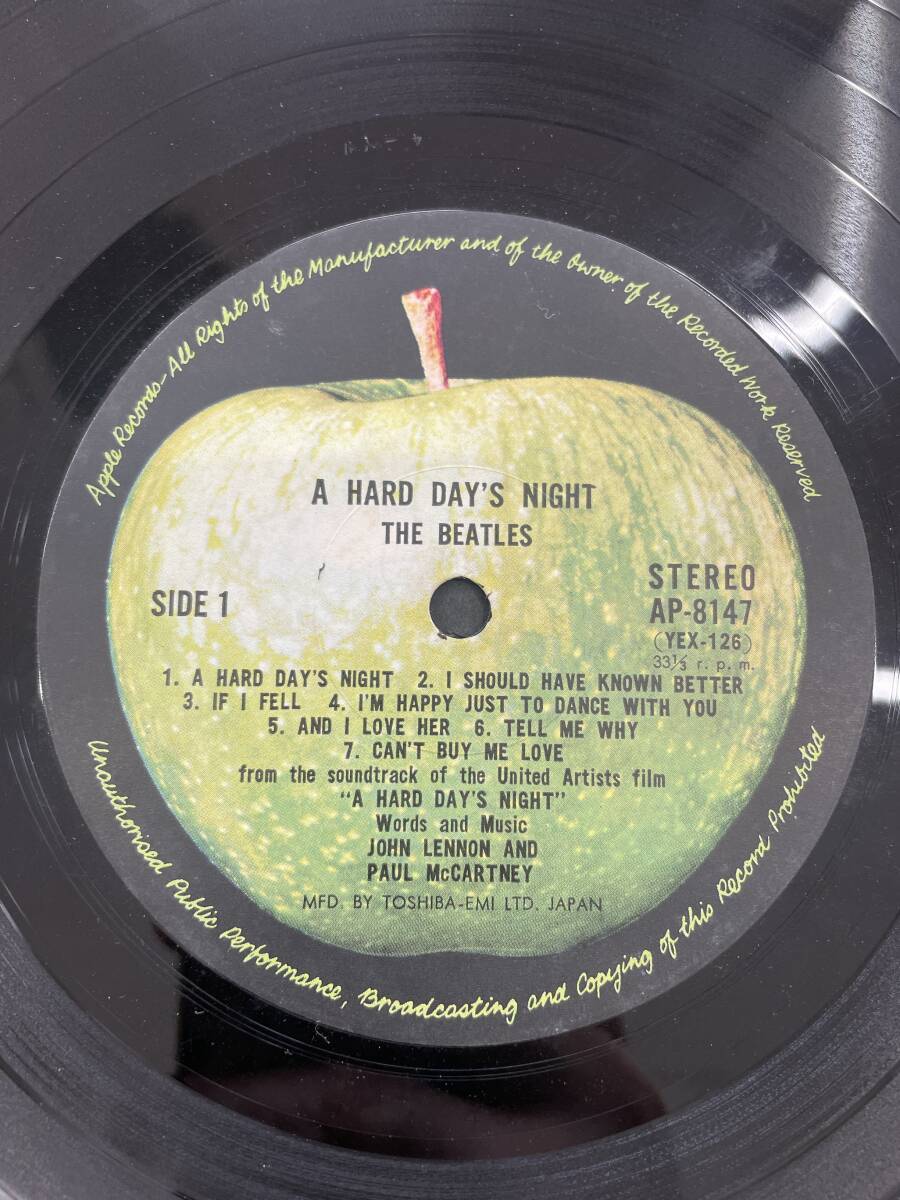 Apple Records-All Rights of the Manufacturer and of the Owner of the Recorded Work Reserved
A HARD DAY'S NIGHT
THE BEATLES
SIDE 1
STEREO
AP-8147
(YEX-126)
33⅓ r. p. m.
1. A HARD DAY'S NIGHT 2. I SHOULD HAVE KNOWN BETTER
3. IF I FELL 4. I'M HAPPY JUST TO DANCE WITH YOU
5. AND I LOVE HER 6. TELL ME WHY
7. CAN'T BUY ME LOVE
from the soundtrack of the United Artists film
"A HARD DAY'S NIGHT"
Words and Music
JOHN LENNON AND
PAUL McCARTNEY
MFD. BY TOSHIBA-EMI LTD. JAPAN
Unauthorised Public Performance, Broadcasting and Copying of this Record Prohibited